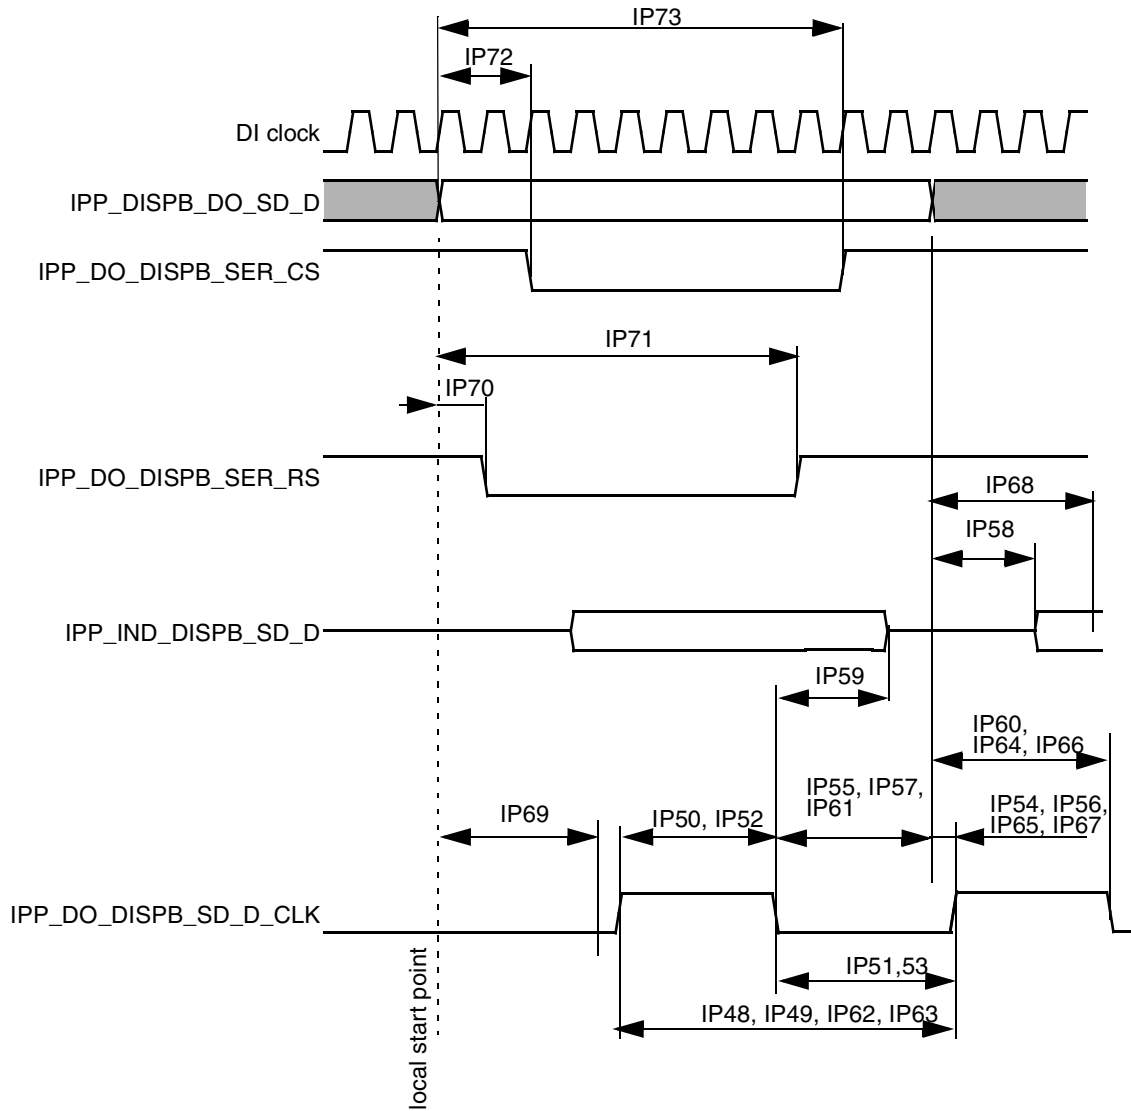 IP73
IP72
DI clock
IPP_DISPB_DO_SD_D
IPP_DO_DISPB_SER_CS
IP71
IP70
IPP_DO_DISPB_SER_RS
IP68
IP58
IPP_IND_DISPB_SD_D
IP59
IP60,
IP64, IP66
IP55, IP57,
IP61
IP54, IP56,
IP65, IP67
IP69
IP50, IP52
IPP_DO_DISPB_SD_D_CLK
IP51,53
IP48, IP49, IP62, IP63
local start point